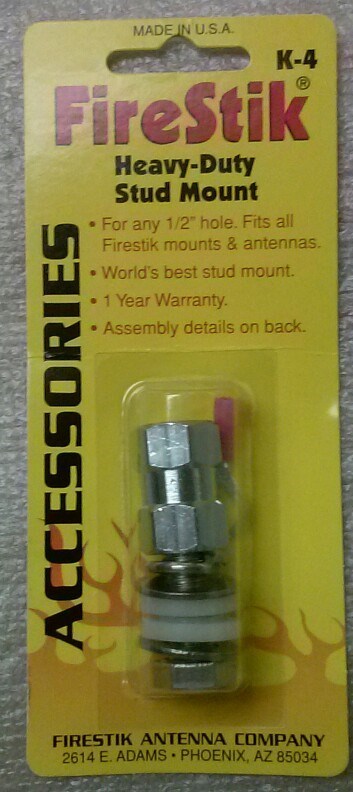 MADE IN U.S.A.
K-4
FireStik®
Heavy-Duty
Stud Mount
• For any 1/2" hole. Fits all
Firestik mounts & antennas.
• World's best stud mount.
• 1 Year Warranty.
• Assembly details on back.
ACCESSORIES
FIRESTIK ANTENNA COMPANY
2614 E. ADAMS • PHOENIX, AZ 85034